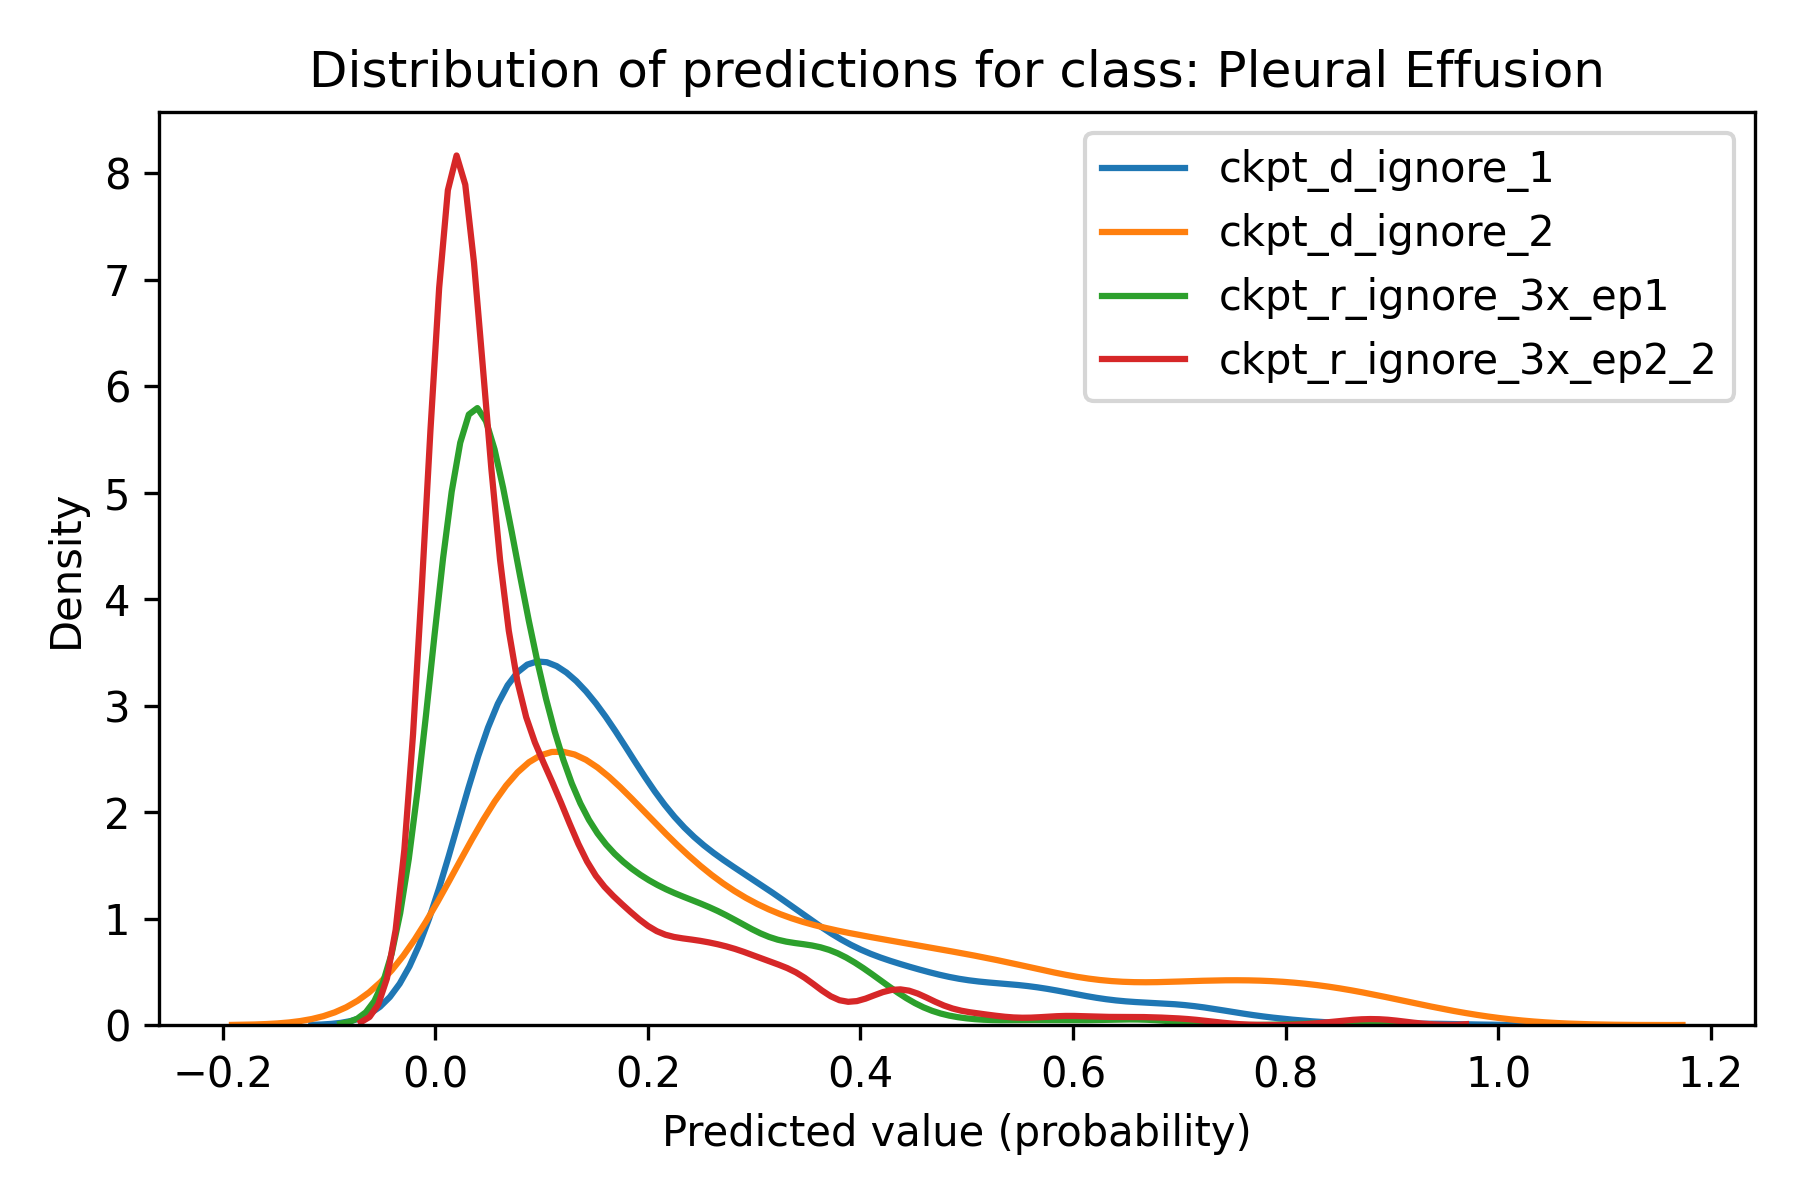 Distribution of predictions for class: Pleural Effusion
ckpt_d_ignore_1
ckpt_d_ignore_2
ckpt_r_ignore_3x_ep1
ckpt_r_ignore_3x_ep2_2
Density
8
7
6
5
4
3
2
1
0
−0.2 0.0 0.2 0.4 0.6 0.8 1.0 1.2
Predicted value (probability)